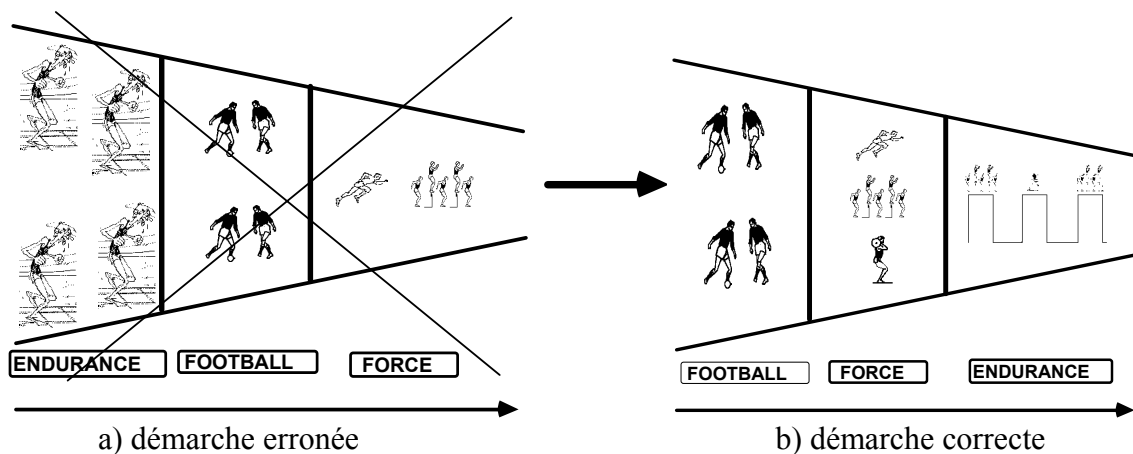 ENDURANCE FOOTBALL FORCE
FOOTBALL FORCE ENDURANCE
a) démarche erronée
b) démarche correcte